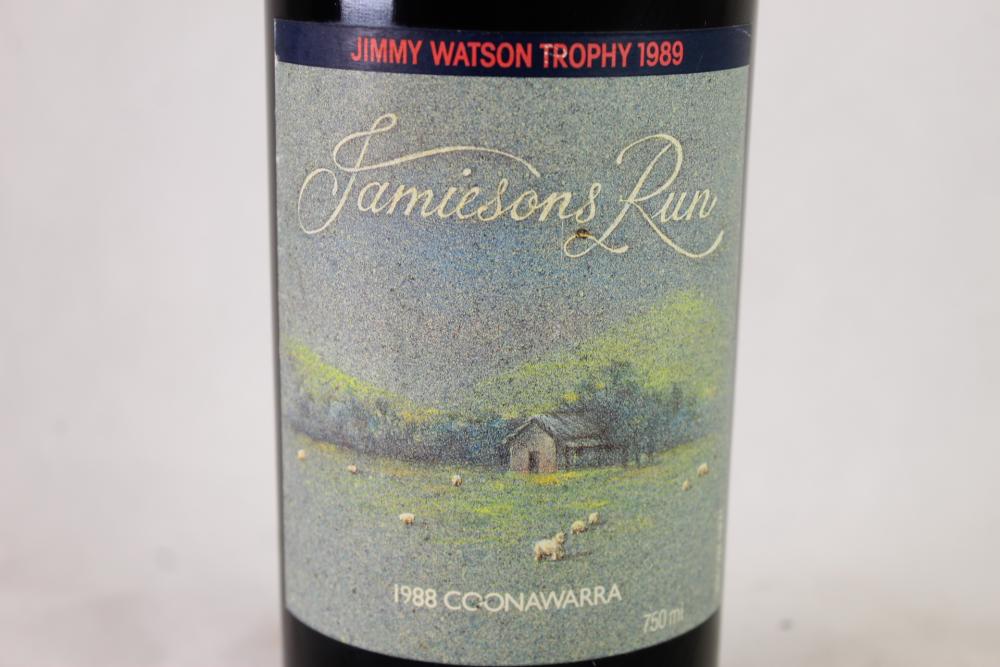 JIMMY WATSON TROPHY 1989
Jamiesons Run
1988 COONAWARRA
750 ml